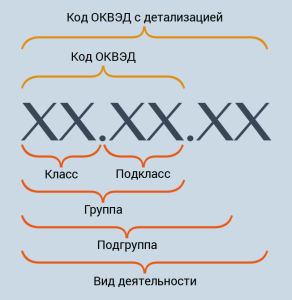 Код ОКВЭД с детализацией
Код ОКВЭД
XX.XX.XX
Класс
Подкласс
Группа
Подгруппа
Вид деятельности